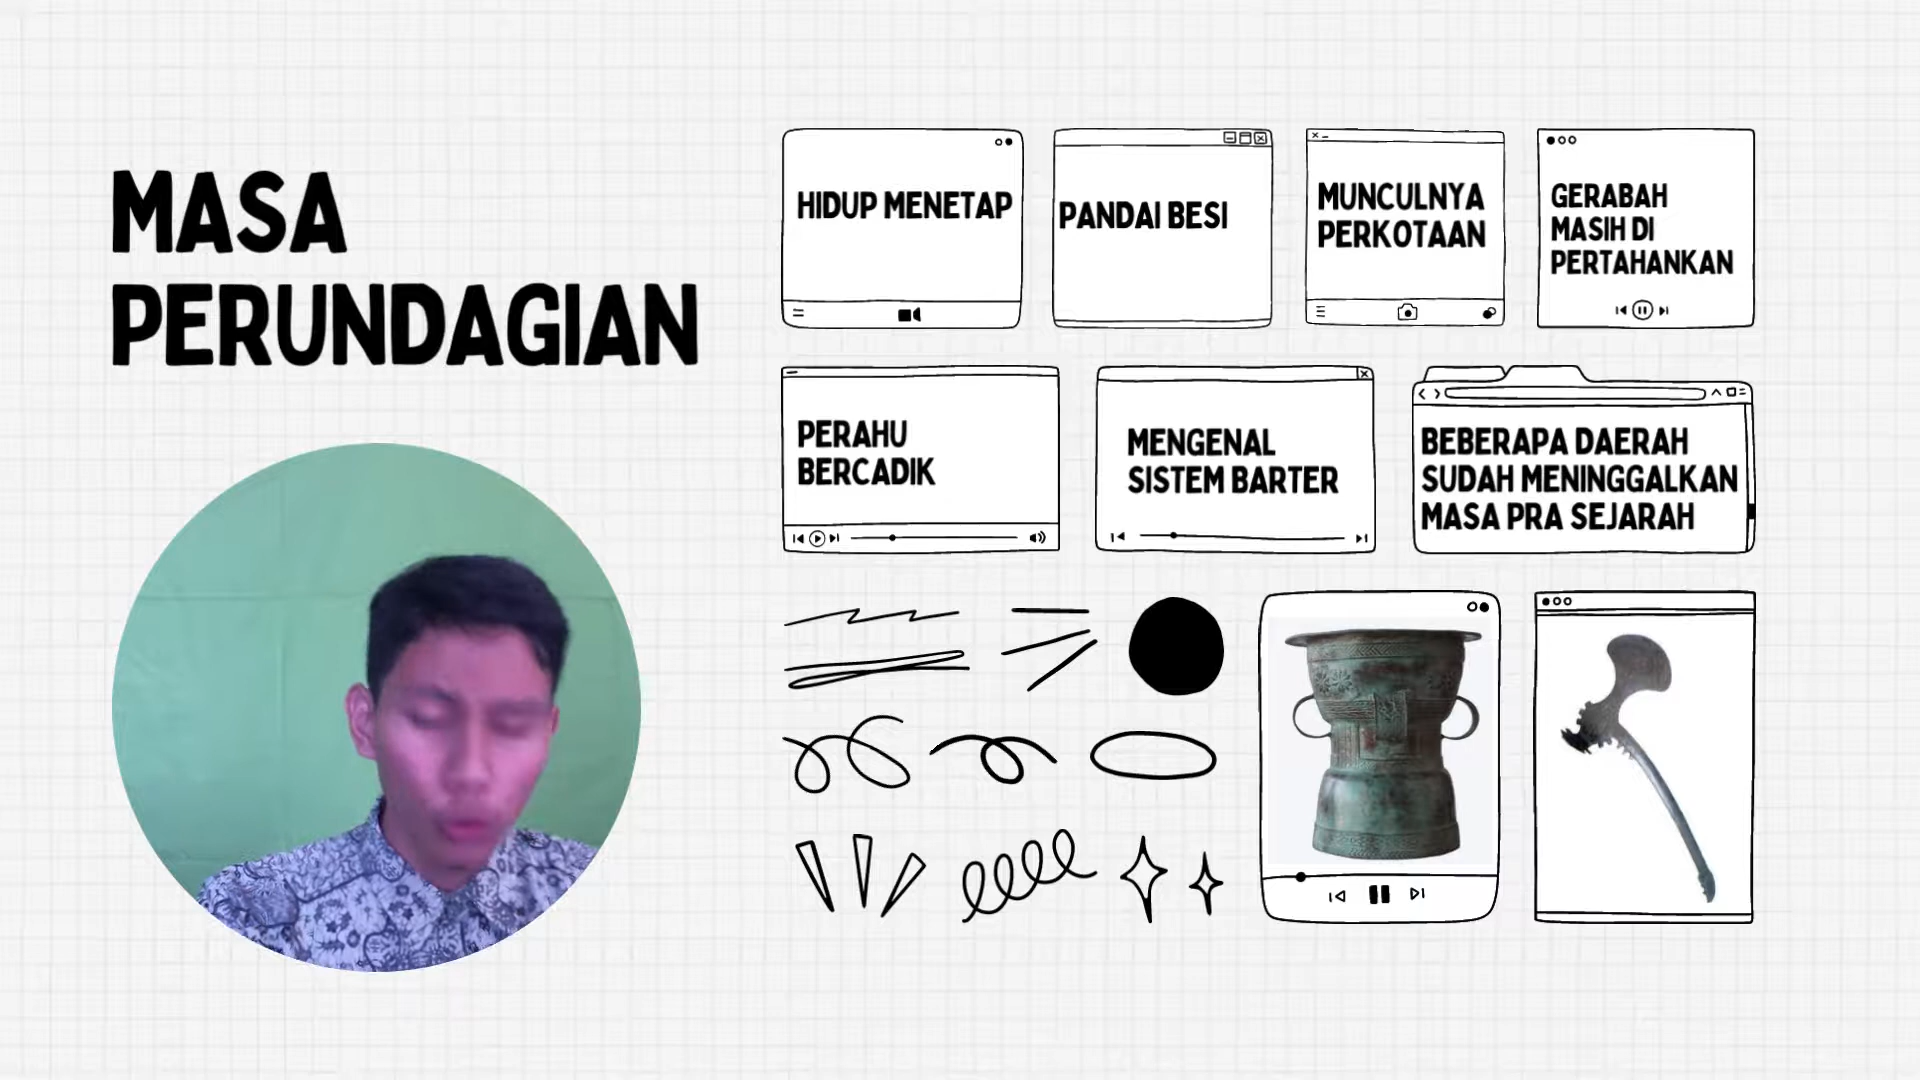 MASA
PERUNDAGIAN
HIDUP MENETAP
PANDAI BESI
MUNCULNYA
PERKOTAAN
GERABAH
MASIH DI
PERTAHANKAN
PERAHU
BERCADIK
MENGENAL
SISTEM BARTER
BEBERAPA DAERAH
SUDAH MENINGGALKAN
MASA PRA SEJARAH